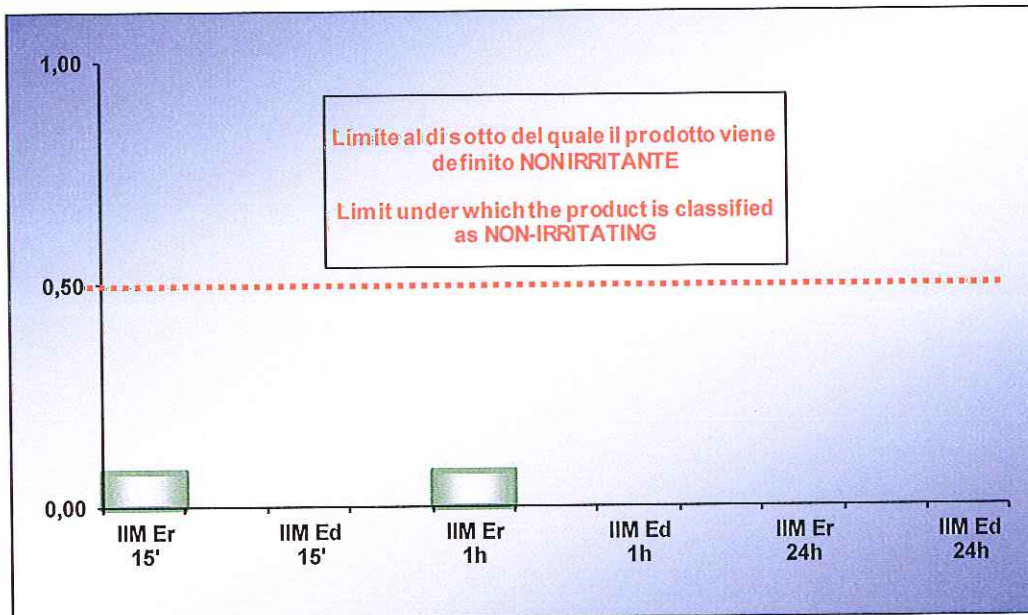 1,00
Limite al di sotto del quale il prodotto viene
definito NON IRRITANTE
Limit under which the product is classified
as NON-IRRITATING
0,50
0,00
IIM Er
15'
IIM Ed
15'
IIM Er
1h
IIM Ed
1h
IIM Er
24h
IIM Ed
24h